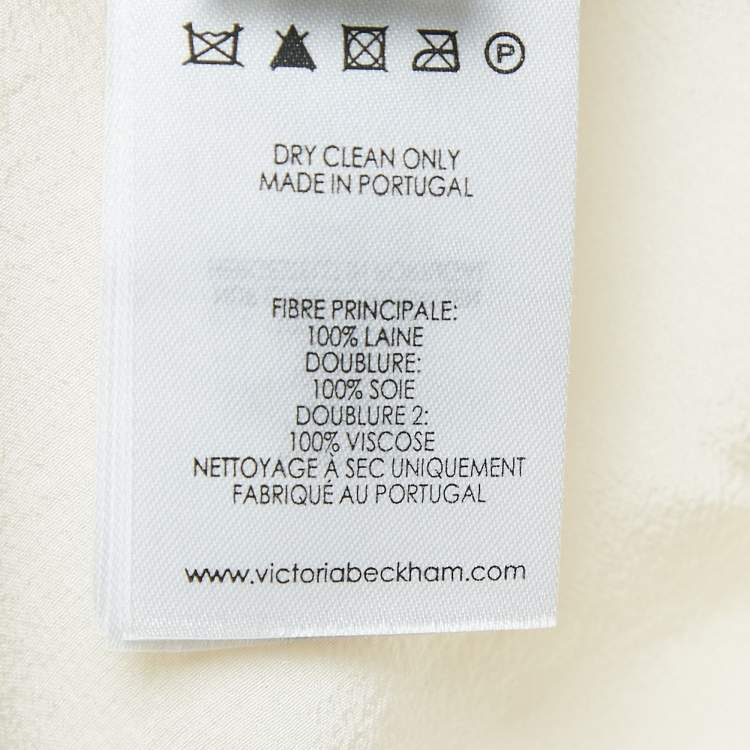 P
DRY CLEAN ONLY
MADE IN PORTUGAL
FIBRE PRINCIPALE:
100% LAINE
DOUBLURE:
100% SOIE
DOUBLURE 2:
100% VISCOSE
NETTOYAGE À SEC UNIQUEMENT
FABRIQUÉ AU PORTUGAL
www.victoriabeckham.com